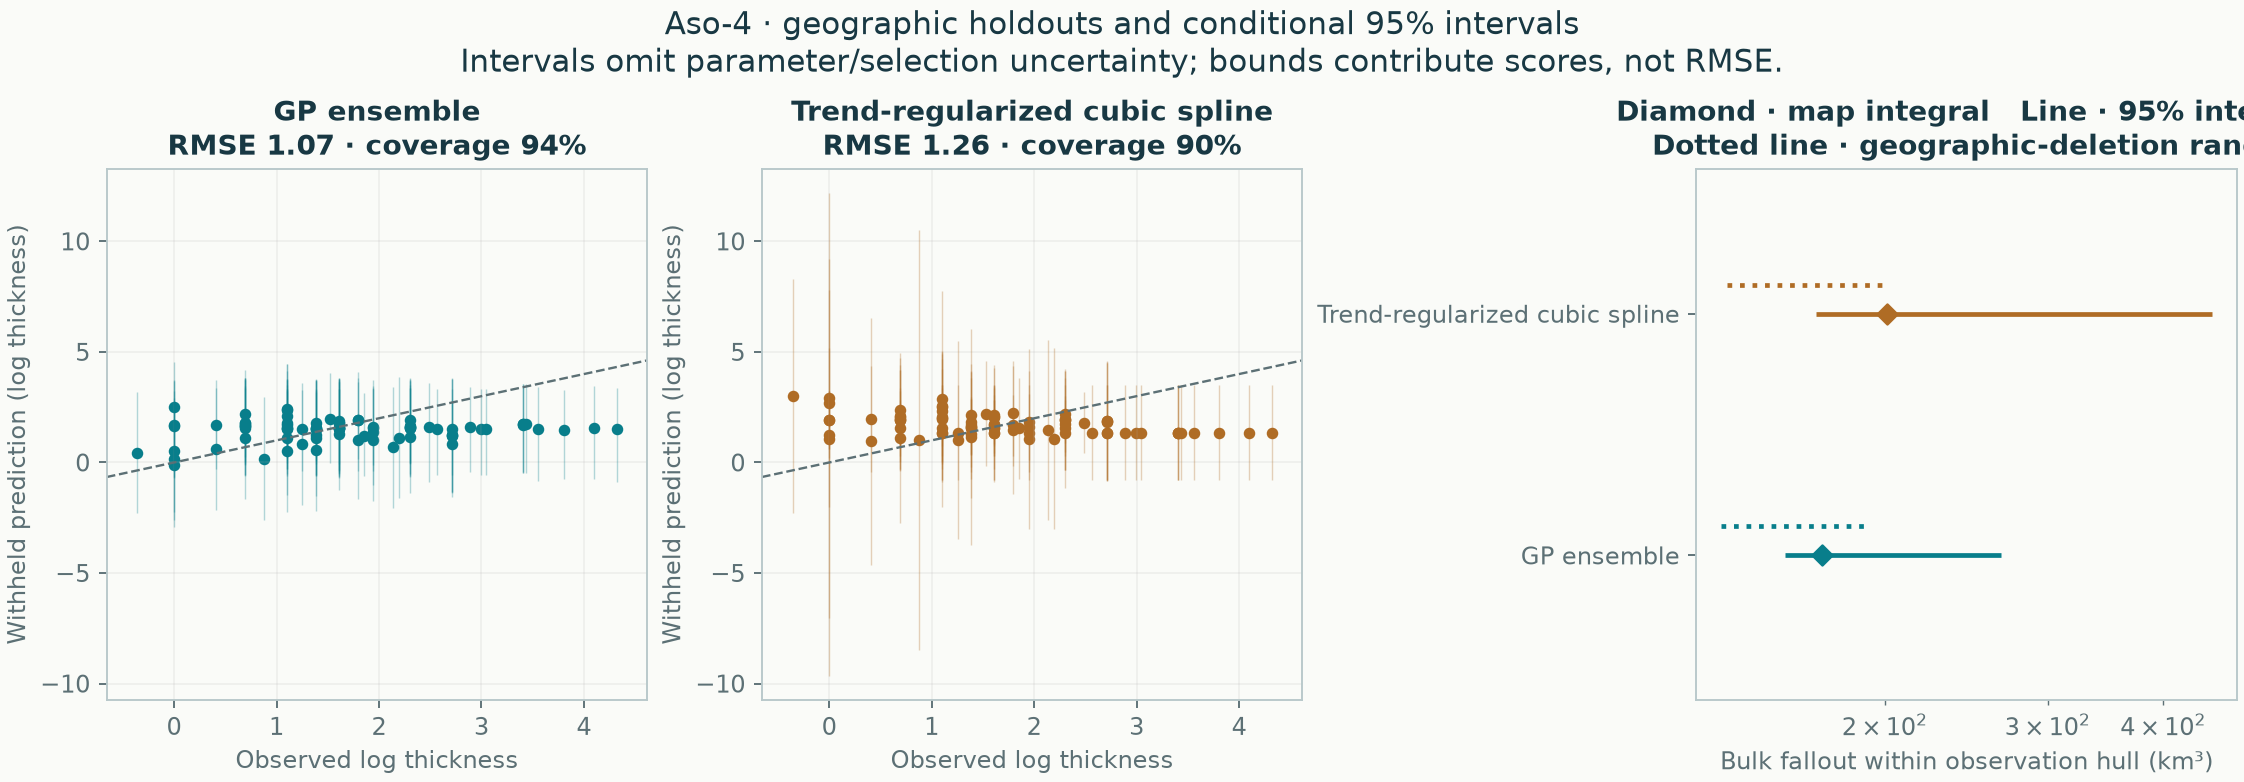 Aso-4 · geographic holdouts and conditional 95% intervals
Intervals omit parameter/selection uncertainty; bounds contribute scores, not RMSE.
GP ensemble
RMSE 1.07 · coverage 94%
Withheld prediction (log thickness)
10
5
0
−5
−10
0 1 2 3 4
Observed log thickness
Trend-regularized cubic spline
RMSE 1.26 · coverage 90%
Withheld prediction (log thickness)
10
5
0
−5
−10
0 1 2 3 4
Observed log thickness
Diamond · map integral Line · 95%
Dotted line · geographic-deletion
Trend-regularized cubic spline
GP ensemble
2 × 10² 3 × 10² 4 × 10²
Bulk fallout within observation hull (km³)